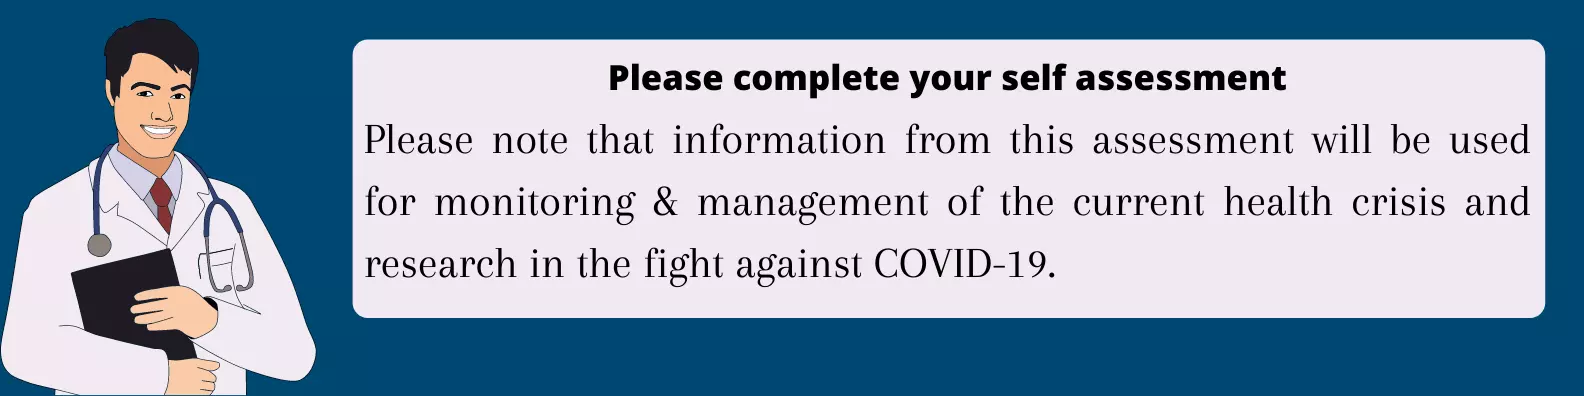 Please complete your self assessment
Please note that information from this assessment will be used
for monitoring & management of the current health crisis and
research in the fight against COVID-19.